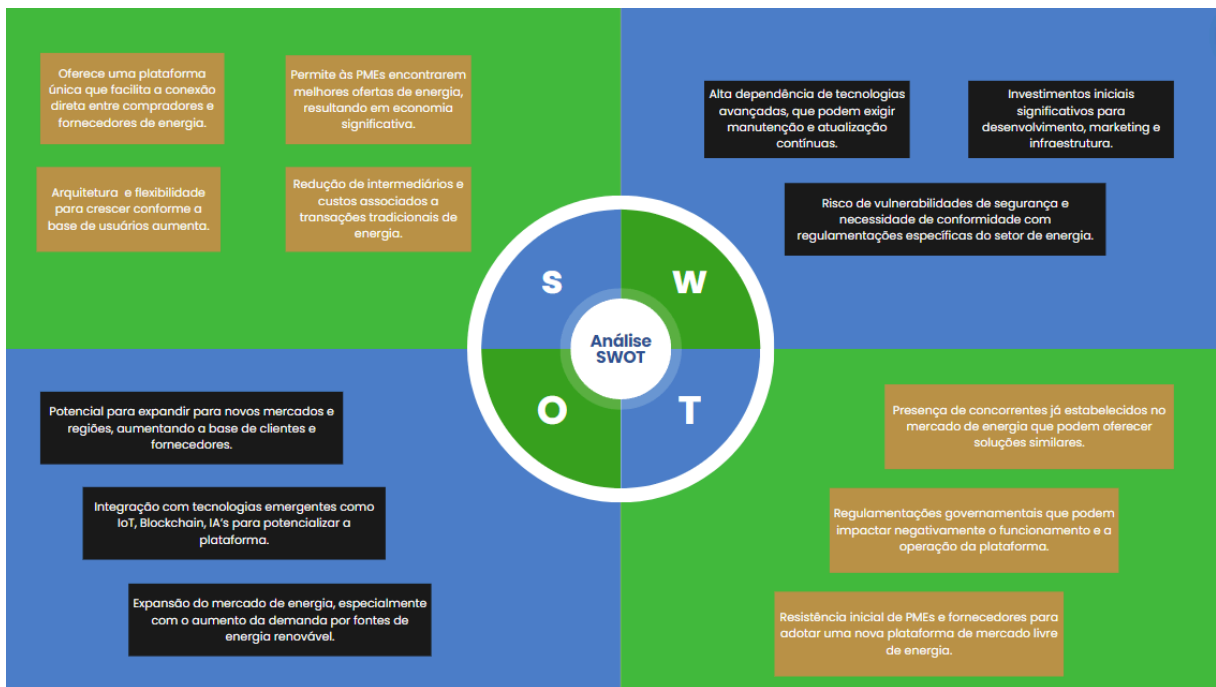 Oferece uma plataforma
única que facilita a conexão
direta entre compradores e
fornecedores de energia.
Permite às PMEs encontrarem
melhores ofertas de energia,
resultando em economia
significativa.
Arquitetura e flexibilidade
para crescer conforme a
base de usuários aumenta.
Redução de intermediários e
custos associados a
transações tradicionais de
energia.
Alta dependência de tecnologias
avançadas, que podem exigir
manutenção e atualização
contínuas.
Investimentos iniciais
significativos para
desenvolvimento, marketing e
infraestrutura.
Risco de vulnerabilidades de segurança e
necessidade de conformidade com
regulamentações específicas do setor de energia.
S
W
Análise
SWOT
O
T
Potencial para expandir para novos mercados e
regiões, aumentando a base de clientes e
fornecedores.
Integração com tecnologias emergentes como
IoT, Blockchain, IA's para potencializar a
plataforma.
Expansão do mercado de energia, especialmente
com o aumento da demanda por fontes de
energia renovável.
Presença de concorrentes já estabelecidos no
mercado de energia que podem oferecer
soluções similares.
Regulamentações governamentais que podem
impactar negativamente o funcionamento e a
operação da plataforma.
Resistência inicial de PMEs e fornecedores para
adotar uma nova plataforma de mercado livre
de energia.